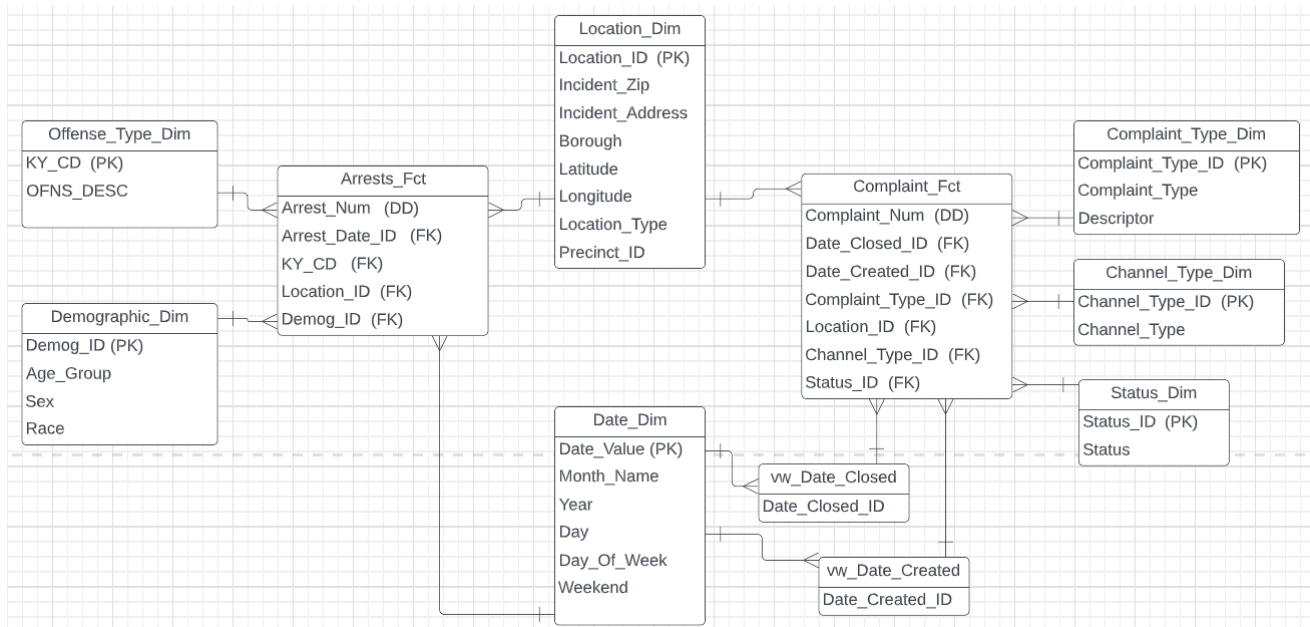 Location_Dim
Location_ID (PK)
Incident_Zip
Incident_Address
Borough
Latitude
Longitude
Location_Type
Precinct_ID
Offense_Type_Dim
KY_CD (PK)
OFNS_DESC
Arrests_Fct
Arrest_Num (DD)
Arrest_Date_ID (FK)
KY_CD (FK)
Location_ID (FK)
Demog_ID (FK)
Complaint_Fct
Complaint_Num (DD)
Date_Closed_ID (FK)
Date_Created_ID (FK)
Complaint_Type_ID (FK)
Location_ID (FK)
Channel_Type_ID (FK)
Status_ID (FK)
Complaint_Type_Dim
Complaint_Type_ID (PK)
Complaint_Type
Descriptor
Channel_Type_Dim
Channel_Type_ID (PK)
Channel_Type
Demographic_Dim
Demog_ID (PK)
Age_Group
Sex
Race
Date_Dim
Date_Value (PK)
Month_Name
Year
Day
Day_Of_Week
Weekend
Status_Dim
Status_ID (PK)
Status
vw_Date_Closed
Date_Closed_ID
vw_Date_Created
Date_Created_ID